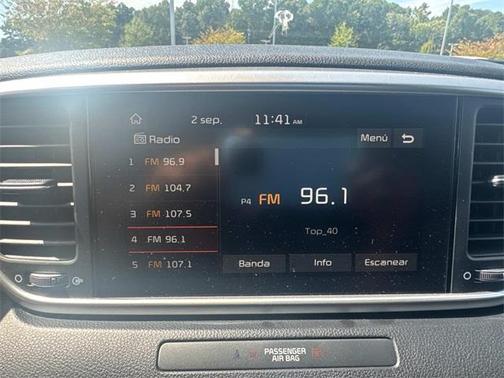 2 sep. 11:41 AM
Radio
Menú
1 FM 96.9
2 FM 104.7
3 FM 107.5
4 FM 96.1
5 FM 107.1
P4 FM 96.1
Top_40
Banda Info Escanear
PASSENGER
AIR BAG